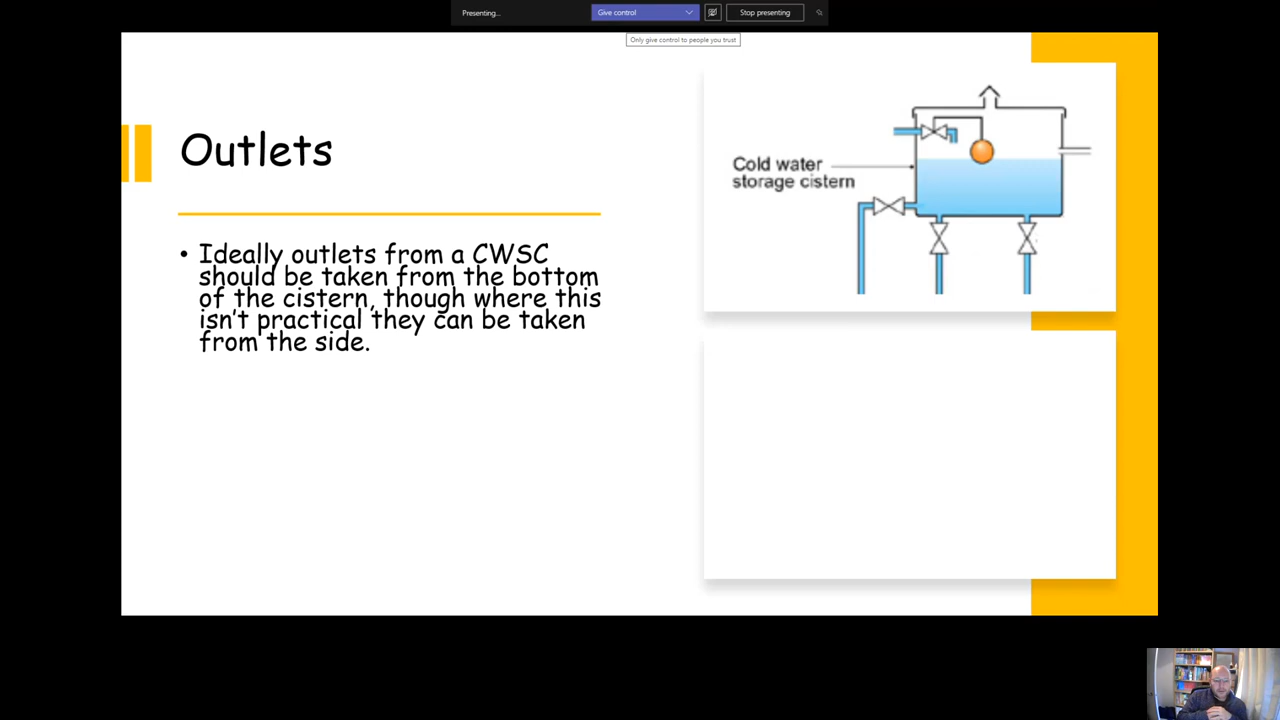 Presenting...
Give control
Stop presenting
Only give control to people you trust
Outlets
• Ideally outlets from a CWSC
should be taken from the bottom
of the cistern, though where this
isn't practical they can be taken
from the side.
Cold water
storage cistern